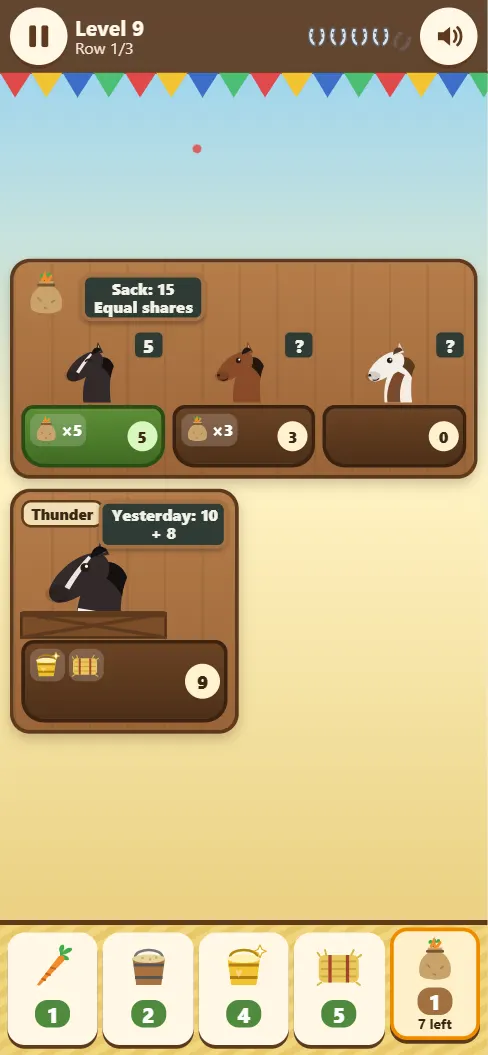 Level 9
Row 1/3
Sack: 15
Equal shares
5
?
?
×5
5
×3
3
0
Thunder
Yesterday: 10
+ 8
9
1
2
4
5
1
7 left